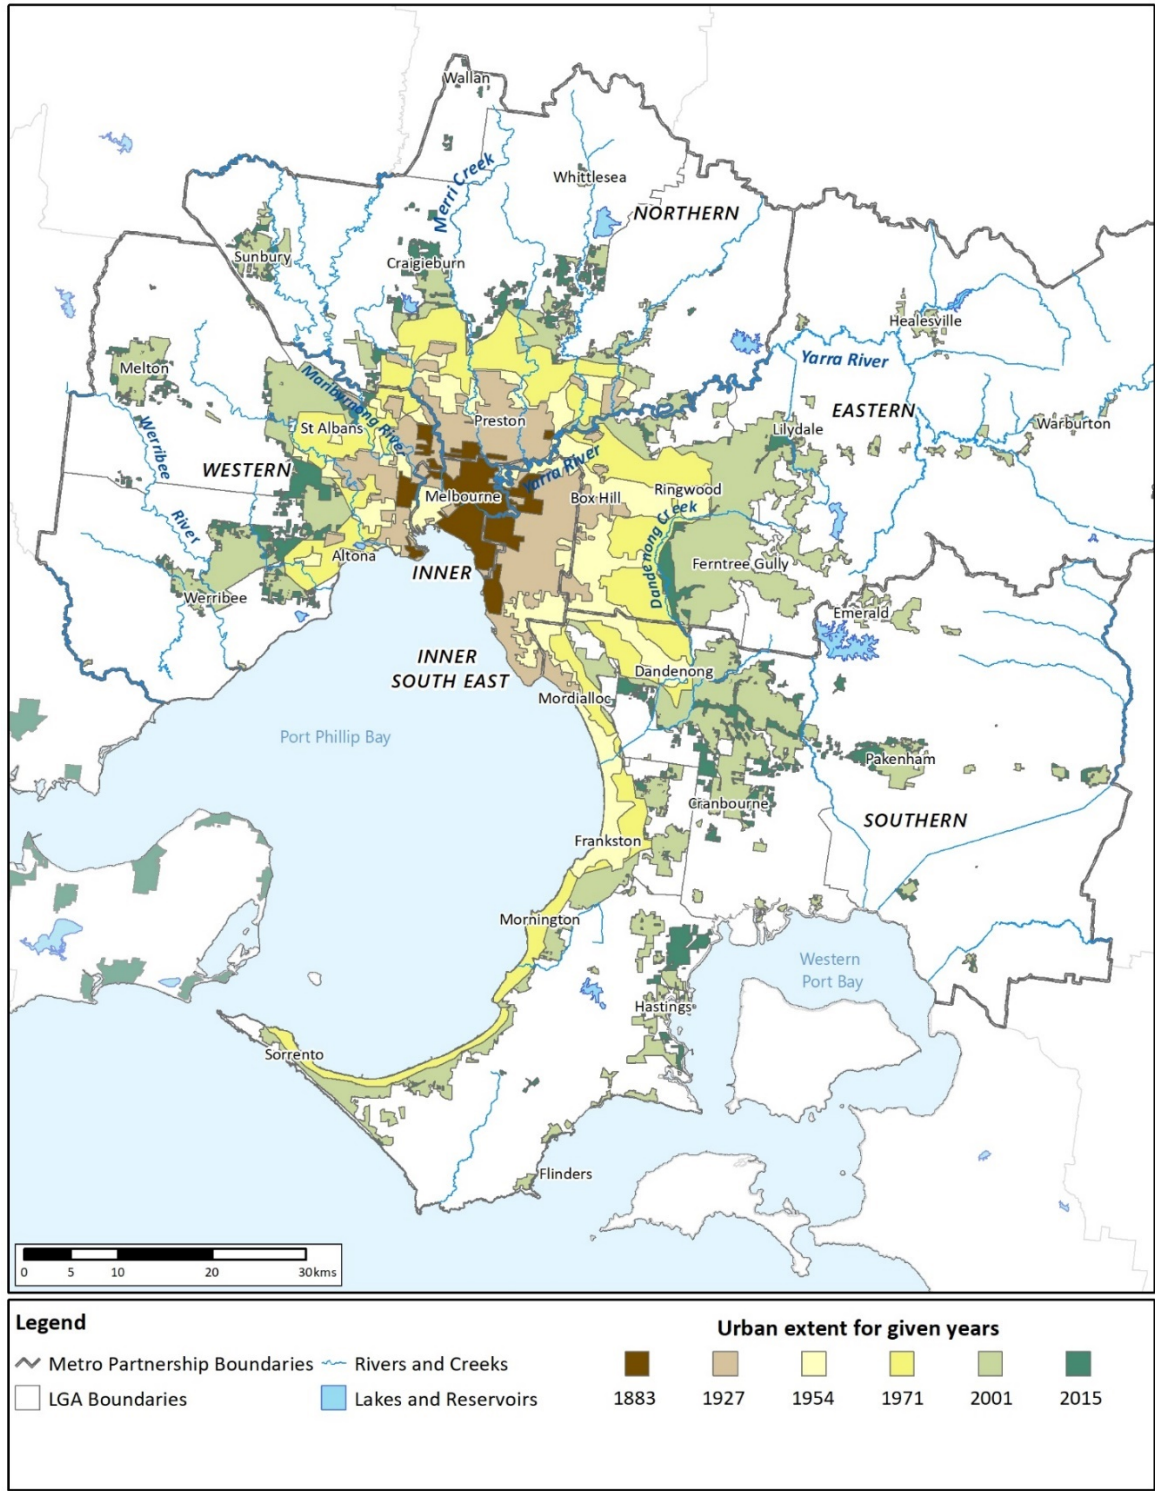 Wallan
Whittlesea
Merri Creek
NORTHERN
Sunbury
Craigieburn
Healesville
Yarra River
Melton
Maribyrnong River
EASTERN
Preston
St Albans
Lilydale
Warburton
Werribee
River
WESTERN
Yarra River
Melbourne
Box Hill
Ringwood
Dandenong Creek
Altona
INNER
Ferntree Gully
Werribee
Emerald
INNER
SOUTH EAST
Dandenong
Mordialloc
Port Phillip Bay
Pakenham
Cranbourne
SOUTHERN
Frankston
Mornington
Western
Port Bay
Hastings
Sorrento
Flinders
0 5 10 20 30 kms
Legend
Metro Partnership Boundaries
Rivers and Creeks
LGA Boundaries
Lakes and Reservoirs
Urban extent for given years
1883 1927 1954 1971 2001 2015